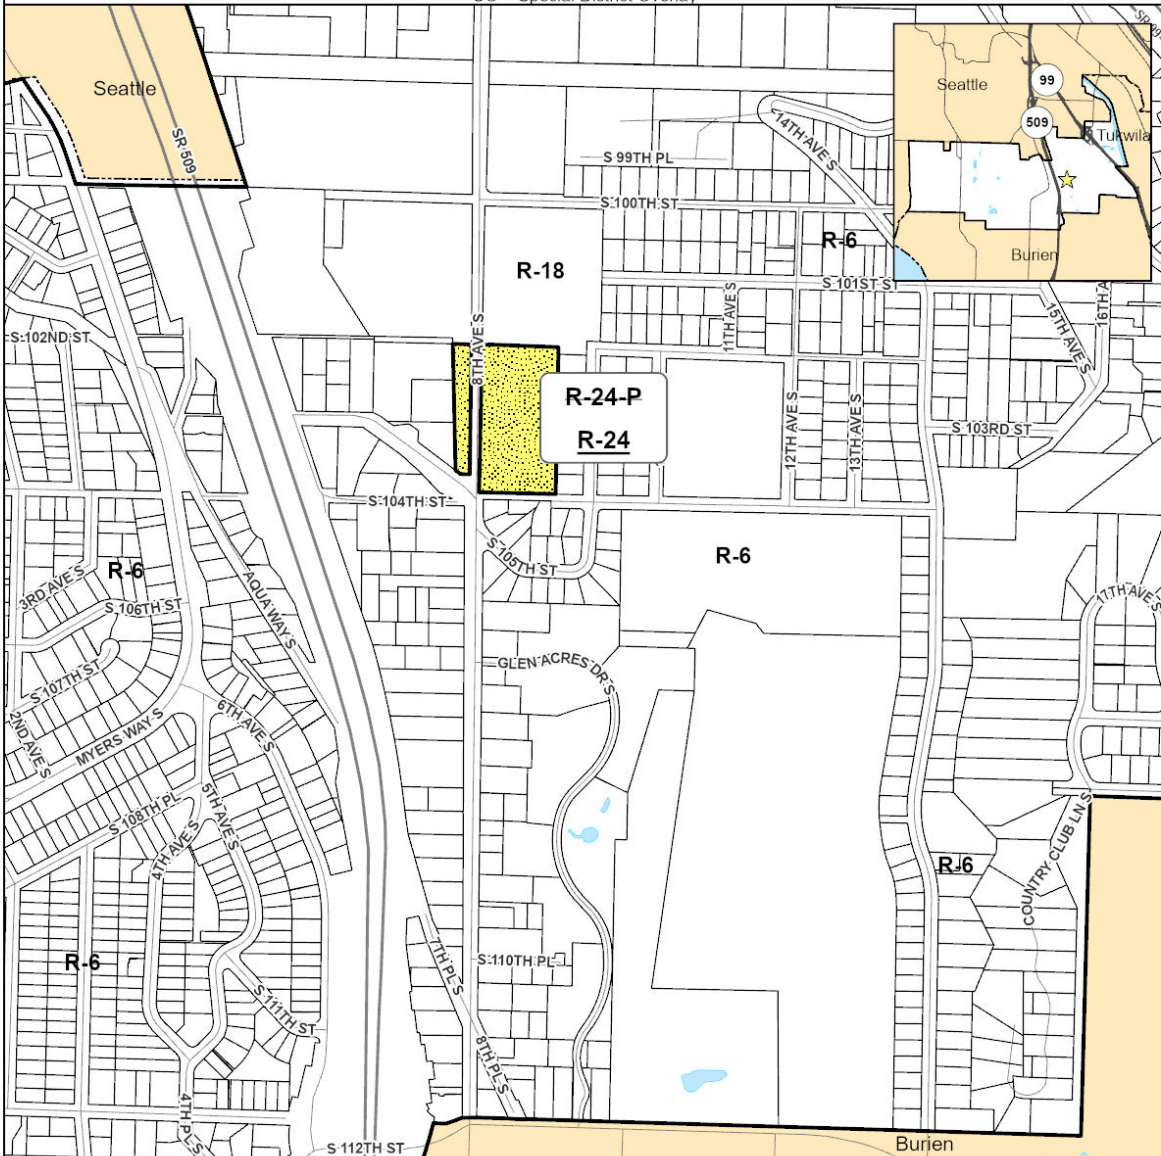 Special District Overlay
Seattle
SR 509
S 99TH PL
14TH AVE S
S 100TH ST
R-6
R-18
S 101ST ST
11TH AVE S
8TH AVE S
S 102ND ST
15TH AVE S
16TH A
Seattle
99
509
Tukwila
Burien
R-24-P
R-24
12TH AVE S
13TH AVE S
S 103RD ST
S 104TH ST
S 105TH ST
R-6
R-6
3RD AVE S
S 106TH ST
AQUA WAY S
17TH AVE S
S 107TH ST
2ND AVE S
MYERS WAY S
6TH AVE S
GLEN ACRES DR S
S 108TH PL
5TH AVE S
4TH AVE S
R-6
COUNTRY CLUB LN S
R-6
7TH PL S
S 110TH PL
S 111TH ST
8TH PL S
4TH PL S
S 112TH ST
Burien